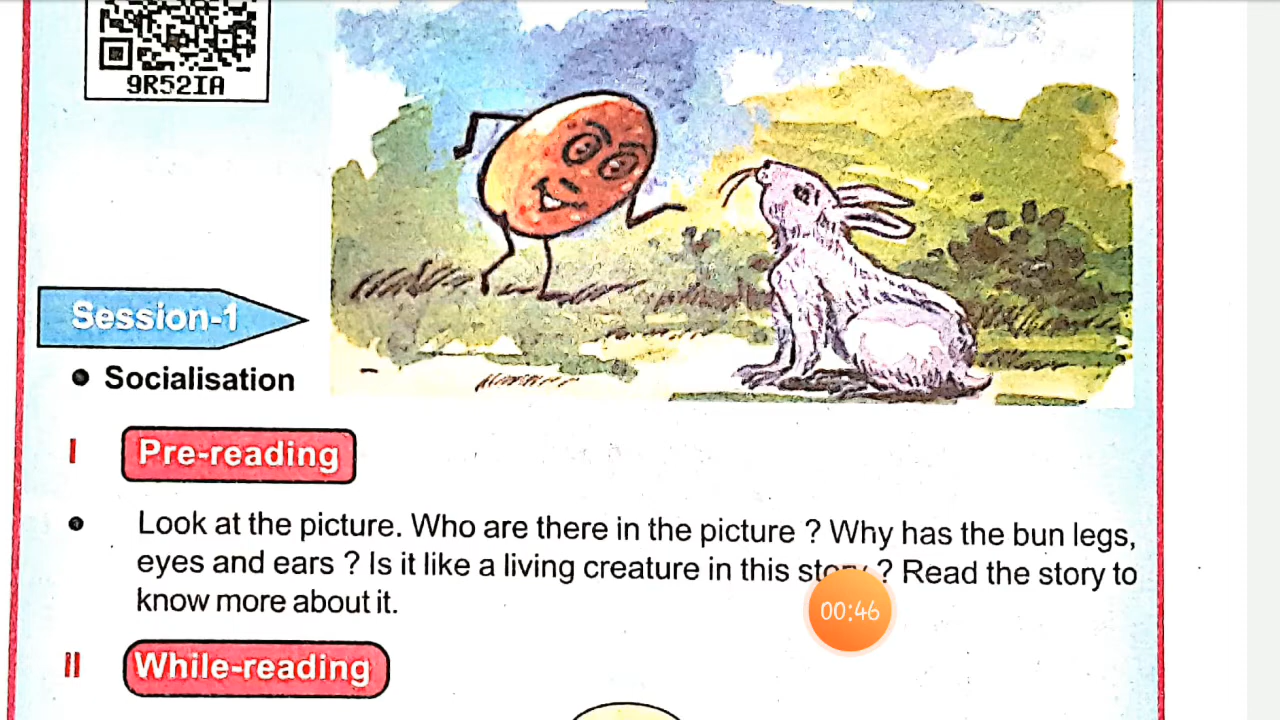 9R52IA
Session-1
● Socialisation
I Pre-reading
● Look at the picture. Who are there in the picture ? Why has the bun legs,
eyes and ears ? Is it like a living creature in this ? Read the story to
know more about it.
00:46
II While-reading